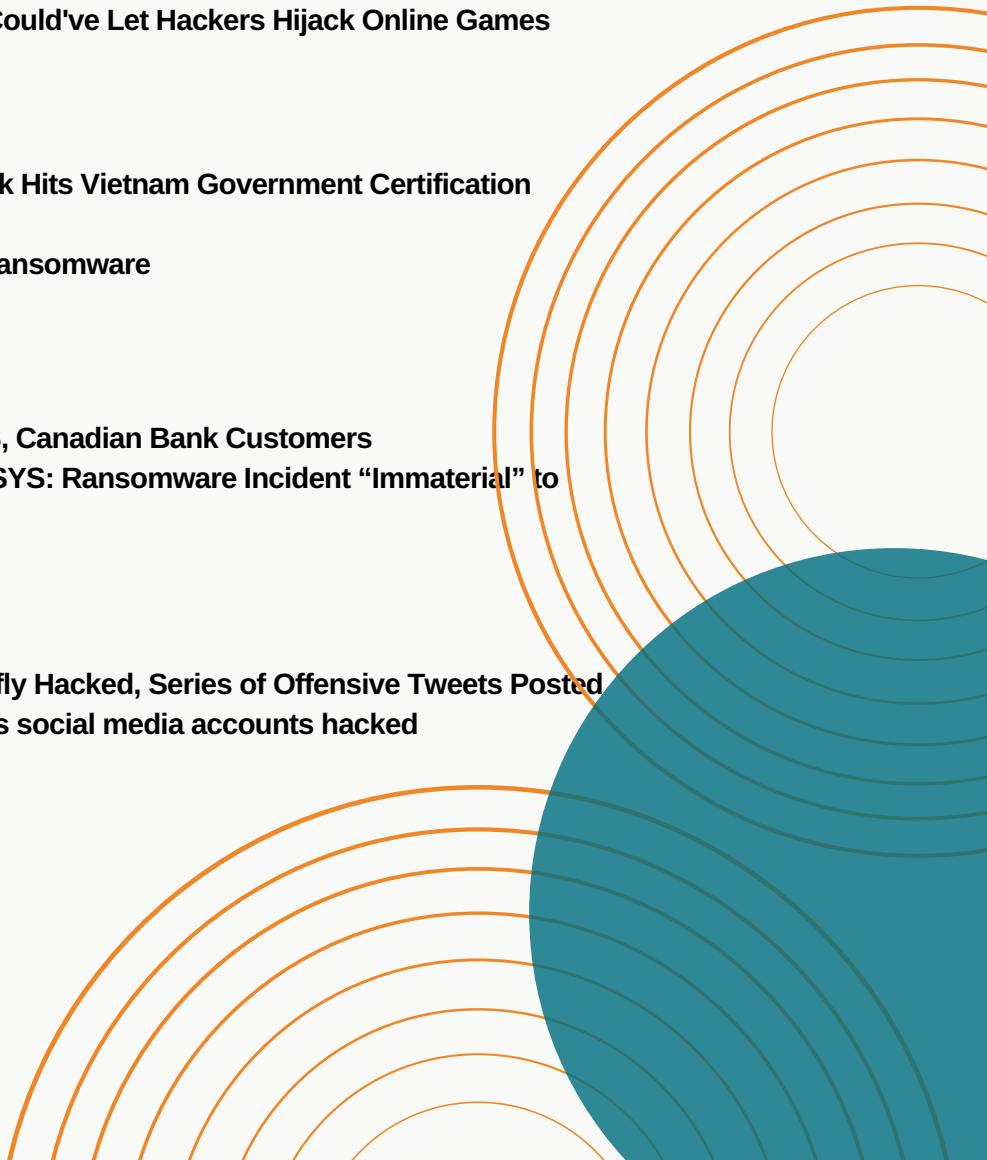 Could've Let Hackers Hijack Online Games
k Hits Vietnam Government Certification
ansomware
, Canadian Bank Customers
SYS: Ransomware Incident “Immaterial” to
fly Hacked, Series of Offensive Tweets Posted
s social media accounts hacked